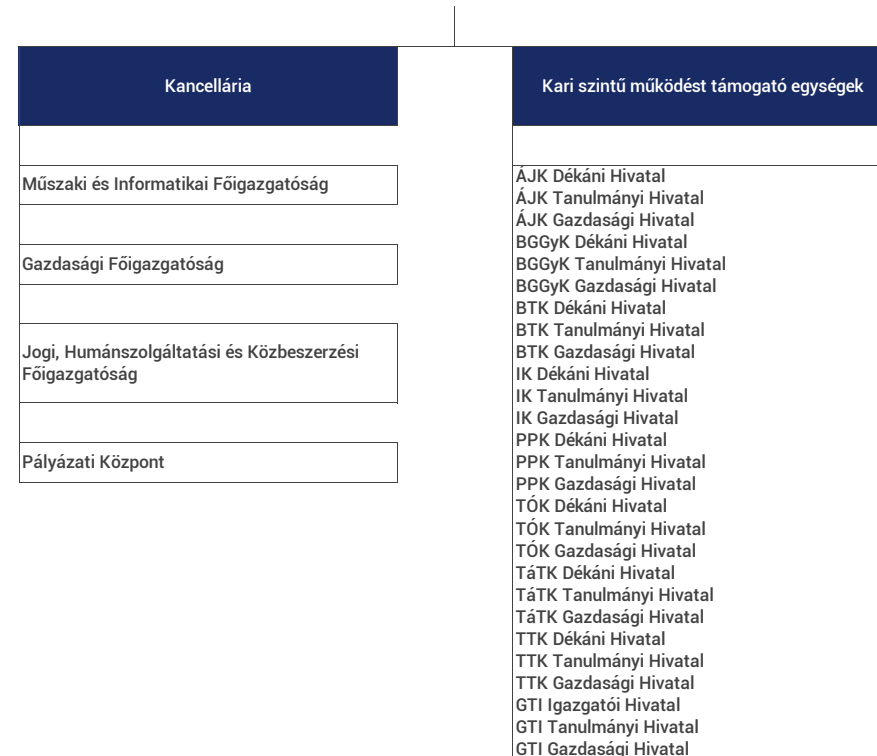 Kancellária
Műszaki és Informatikai Főigazgatóság
Gazdasági Főigazgatóság
Jogi, Humánszolgáltatási és Közbeszerzési
Főigazgatóság
Pályázati Központ
Kari szintű működést támogató egységek
ÁJK Dékáni Hivatal
ÁJK Tanulmányi Hivatal
ÁJK Gazdasági Hivatal
BGGyK Dékáni Hivatal
BGGyK Tanulmányi Hivatal
BGGyK Gazdasági Hivatal
BTK Dékáni Hivatal
BTK Tanulmányi Hivatal
BTK Gazdasági Hivatal
IK Dékáni Hivatal
IK Tanulmányi Hivatal
IK Gazdasági Hivatal
PPK Dékáni Hivatal
PPK Tanulmányi Hivatal
PPK Gazdasági Hivatal
TÓK Dékáni Hivatal
TÓK Tanulmányi Hivatal
TÓK Gazdasági Hivatal
TáTK Dékáni Hivatal
TáTK Tanulmányi Hivatal
TáTK Gazdasági Hivatal
TTK Dékáni Hivatal
TTK Tanulmányi Hivatal
TTK Gazdasági Hivatal
GTI Igazgatói Hivatal
GTI Tanulmányi Hivatal
GTI Gazdasági Hivatal